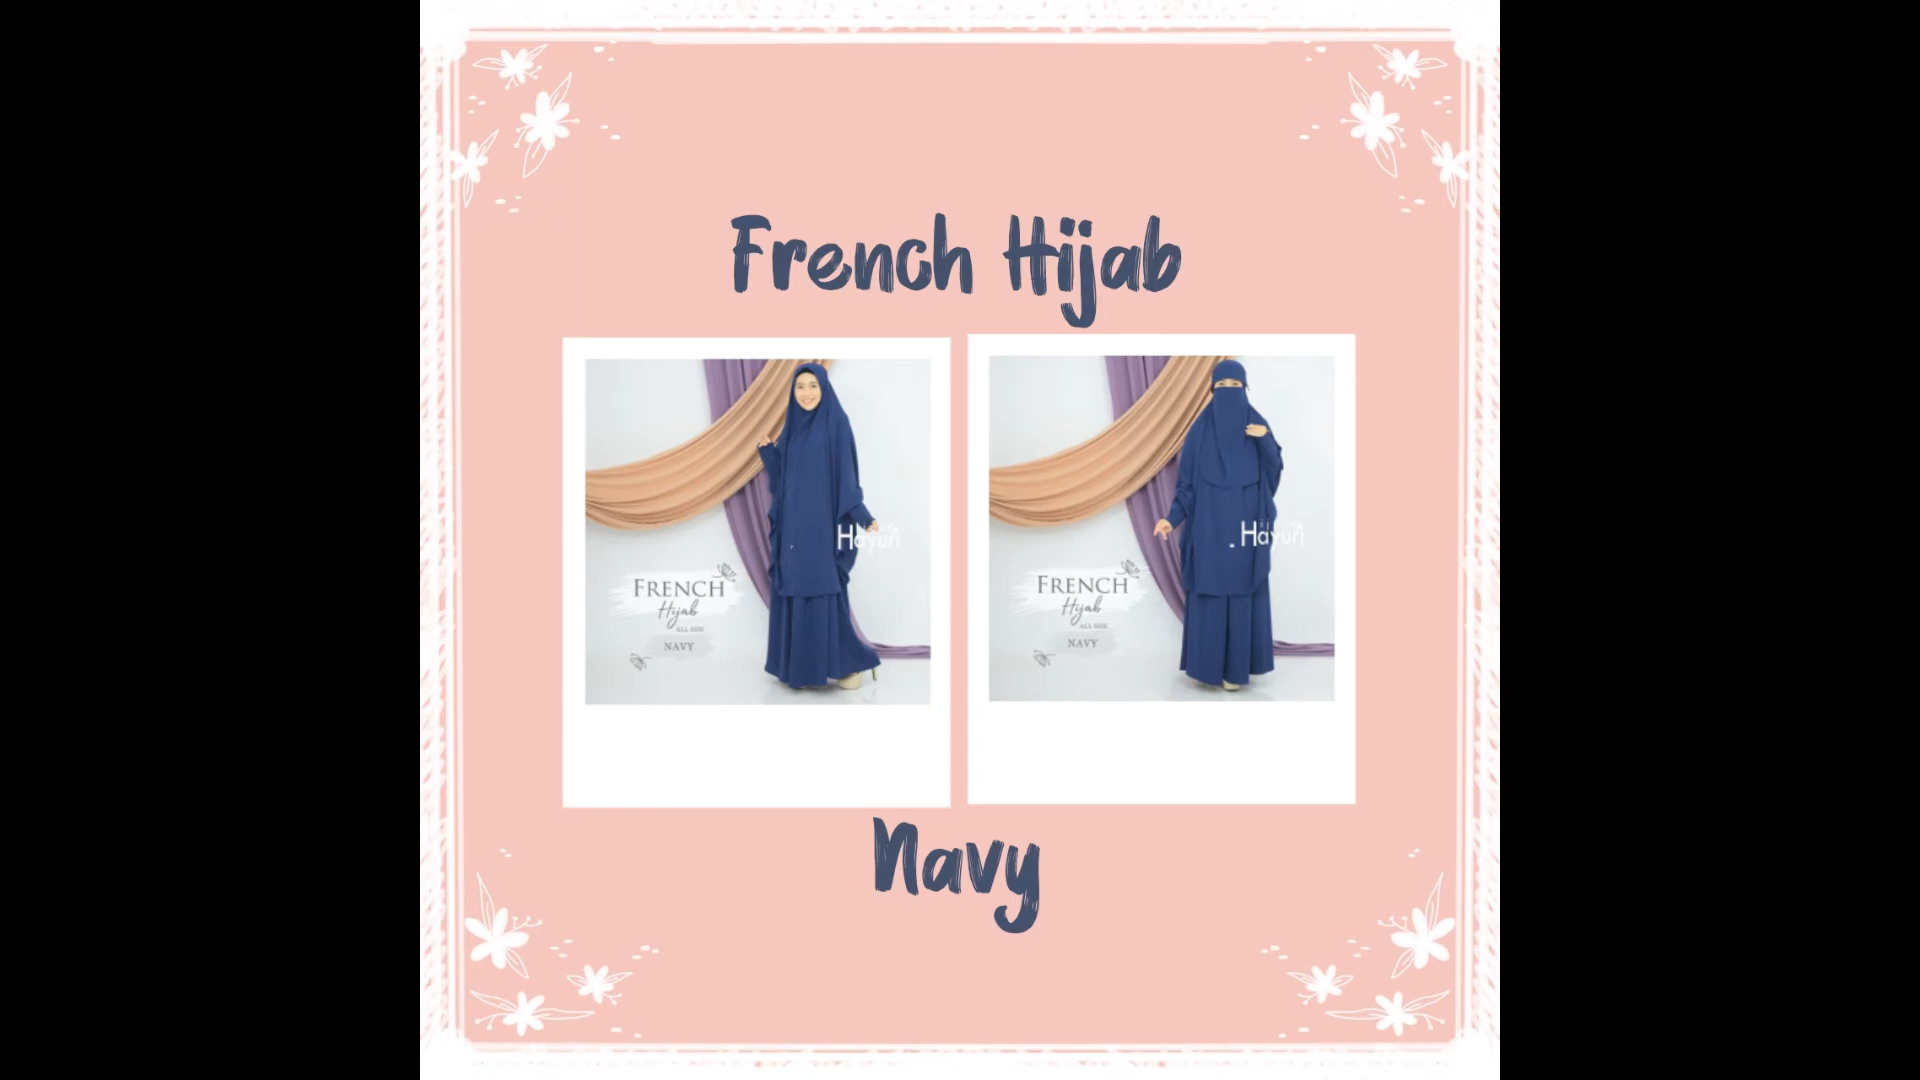 French Hijab
FRENCH
Hijab
ALL SIZE
NAVY
Hayuri
FRENCH
Hijab
ALL SIZE
NAVY
Hayuri
Navy